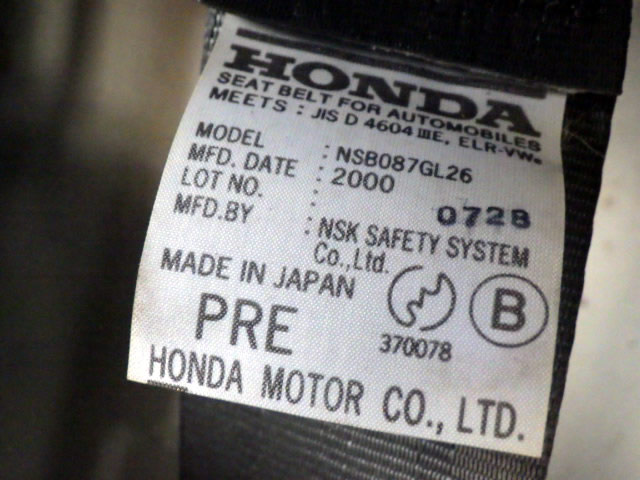 HONDA
SEAT BELT FOR AUTOMOBILES
MEETS : JIS D 4604 ⅢE, ELR-VW.
MODEL : NSB087GL26
MFD. DATE : 2000
LOT NO. : 0728
MFD.BY : NSK SAFETY SYSTEM
Co.,Ltd.
MADE IN JAPAN
B
PRE
370078
HONDA MOTOR CO., LTD.